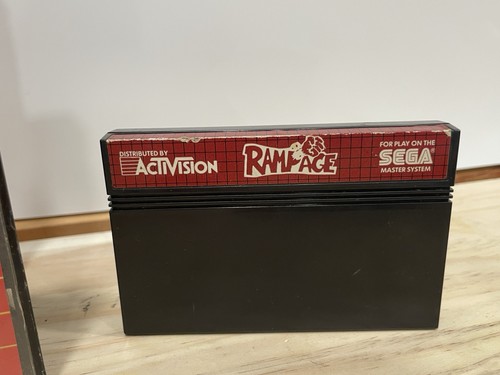 DISTRIBUTED BY
ACTIVISION
RAMPAGE
FOR PLAY ON THE
SEGA
MASTER SYSTEM